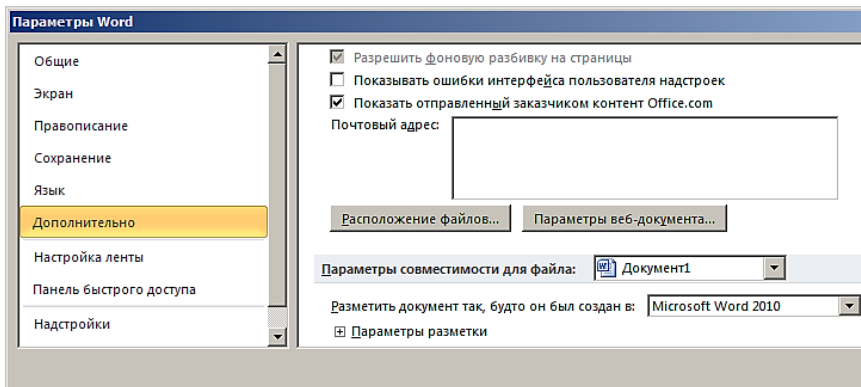 Параметры Word
Общие
Экран
Правописание
Сохранение
Язык
Дополнительно
Настройка ленты
Панель быстрого доступа
Надстройки
Разрешить фоновую разбивку на страницы
Показывать ошибки интерфейса пользователя надстроек
Показать отправленный заказчиком контент Office.com
Почтовый адрес:
Расположение файлов... Параметры веб-документа...
Параметры совместимости для файла: Документ1
Разметить документ так, будто он был создан в: Microsoft Word 2010
Параметры разметки